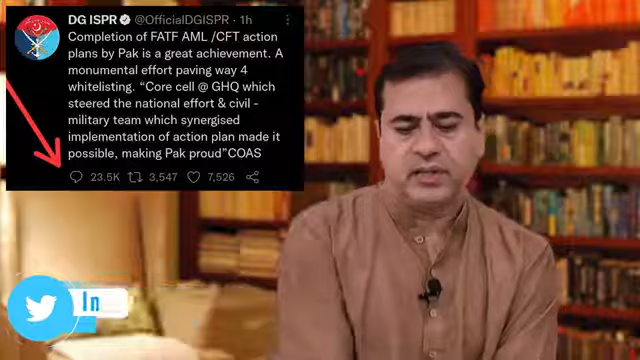 DG ISPR @OfficialDGISPR · 1h
Completion of FATF AML /CFT action
plans by Pak is a great achievement. A
monumental effort paving way 4
whitelisting. “Core cell @ GHQ which
steered the national effort & civil -
military team which synergised
implementation of action plan made it
possible, making Pak proud”COAS
23.5K 3,547 7,526
In